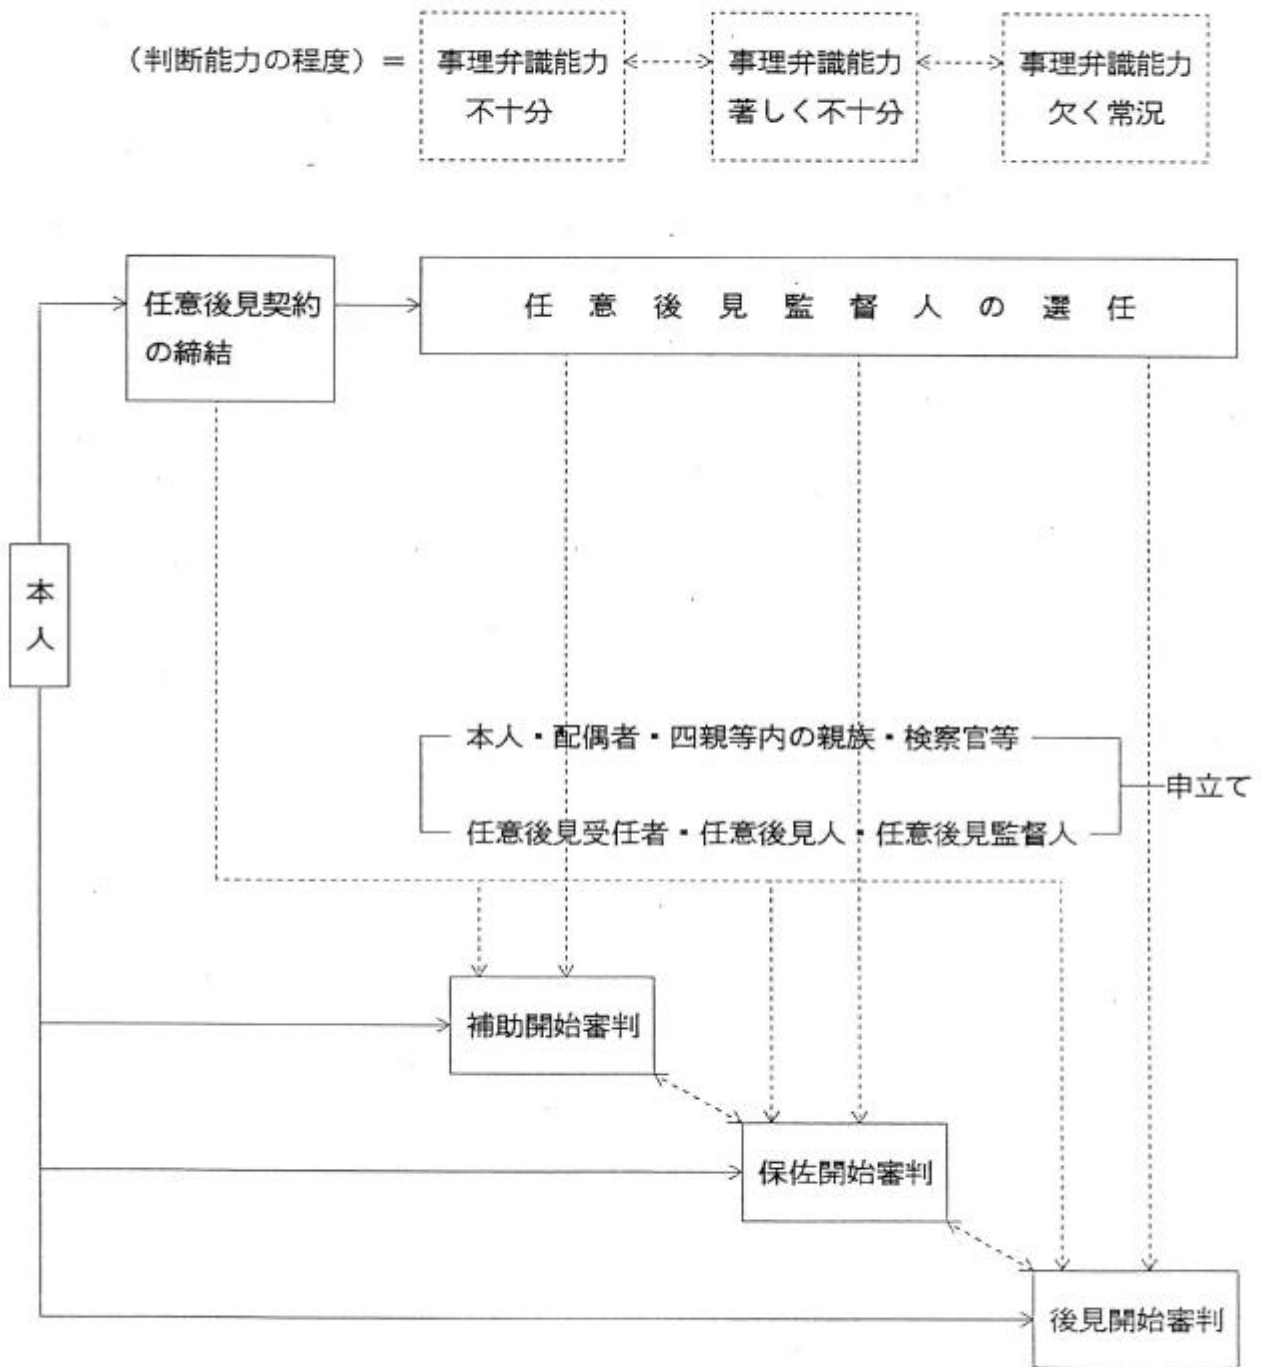 (判断能力の程度)=
事理弁識能力
不十分
事理弁識能力
著しく不十分
事理弁識能力
欠く常況
任意後見契約
の締結
任意後見監督人の選任
本
人
本人・配偶者・四親等内の親族・検察官等
申立て
任意後見受任者・任意後見人・任意後見監督人
補助開始審判
保佐開始審判
後見開始審判